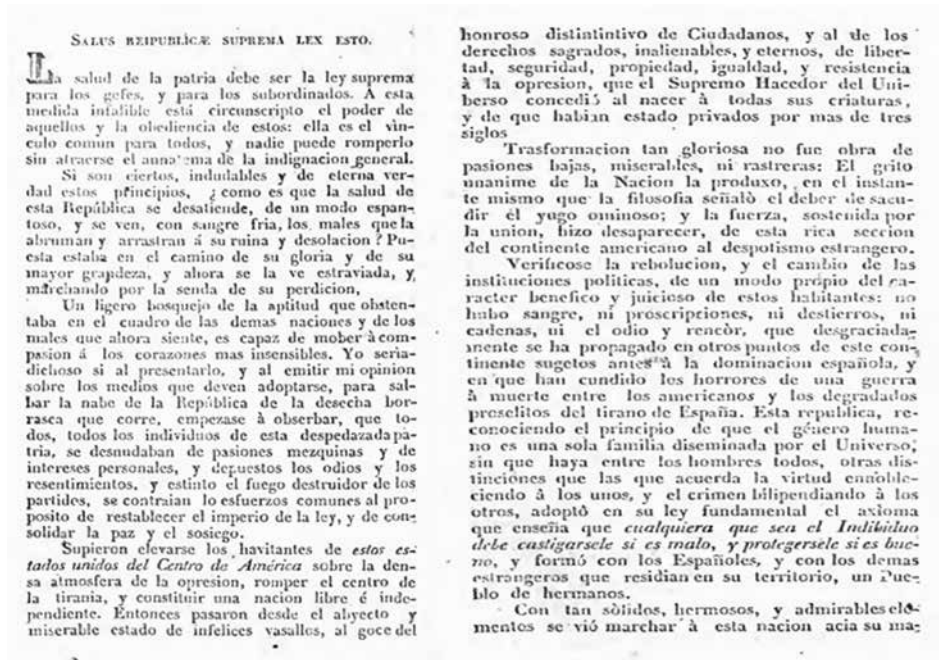 SALUS REIPUBLICÆ SUPREMA LEX ESTO.
La salud de la patria debe ser la ley suprema
para los gefes, y para los subordinados. A esta
medida infalible está circunscripto el poder de
aquellos y la obediencia de estos: ella es el vin-
culo comun para todos, y nadie puede romperlo
sin atraerse el annatema de la indignacion general.
Si son ciertos, indudables y de eterna ver-
dad estos principios, ¿ como es que la salud de
esta República se desatiende, de un modo espan-
toso, y se ven, con sangre fria, los males que la
abruman y arrastran á su ruina y desolacion ? Pu-
esta estaba en el camino de su gloria y de su
mayor grandeza, y ahora se la ve estraviada, y
marchando por la senda de su perdicion,
Un ligero bosquejo de la aptitud que obsten-
taba en el cuadro de las demas naciones y de los
males que ahora siente, es capaz de mober à com-
pasion á los corazones mas insensibles. Yo seria
dichoso si al presentarlo, y al emitir mi opinion
sobre los medios que deven adoptarse, para sal-
bar la nabe de la República de la desecha bor-
rasca que corre, empezase à obserbar, que to-
dos, todos los individuos de esta despedazada pa-
tria, se desnudaban de pasiones mezquinas y de
intereses personales, y depuestos los odios y los
resentimientos, y estinto el fuego destruidor de los
partidos, se contraian lo esfuerzos comunes al pro-
posito de restablecer el imperio de la ley, y de con-
solidar la paz y el sosiego.
Supieron elevarse los havitantes de estos es-
tados unidos del Centro de América sobre la den-
sa atmosfera de la opresion, romper el centro de
la tirania, y constituir una nacion libre é inde-
pendiente. Entonces pasaron desde el abyecto y
miserable estado de infelices vasallos, al goce del
honroso distintintivo de Ciudadanos, y al de los
derechos sagrados, inalienables, y eternos, de liber-
tad, seguridad, propiedad, igualdad, y resistencia
à la opresion, que el Supremo Hacedor del Uni-
berso concedió al nacer à todas sus criaturas,
y de que habian estado privados por mas de tres
siglos
Trasformacion tan gloriosa no fue obra de
pasiones bajas, miserables, ni rastreras: El grito
unanime de la Nacion la produxo, en el instan-
te mismo que la filosofia señalò el deber de sacu-
dir él yugo ominoso; y la fuerza, sostenida por
la union, hizo desaparecer, de esta rica seccion
del continente americano al despotismo estrangero.
Verificose la rebolucion, y el cambio de las
instituciones politicas, de un modo propio del ca-
racter benefico y juicioso de estos habitantes: no
hubo sangre, ni proscripciones, ni destierros, ni
cadenas, ni el odio y rencòr, que desgraciada-
mente se ha propagado en otros puntos de este con-
tinente sugetos antes à la dominacion española, y
en que han cundido los horrores de una guerra
à muerte entre los americanos y los degradados
proselitos del tirano de España. Esta republica, re-
conociendo el principio de que el género huma-
no es una sola familia diseminada por el Universo,
sin que haya entre los hombres todos, otras dis-
tinciones que las que acuerda la virtud ennoble-
ciendo à los unos, y el crimen bilipendiando à los
otros, adoptò en su ley fundamental el axioma
que enseña que cualquiera que sea el Indibiduo
debe castigarsele si es malo, y protegersele si es bue-
no, y formó con los Españoles, y con los demas
estrangeros que residian en su territorio, un Pue-
blo de hermanos.
Con tan sòlidos, hermosos, y admirables ele-
mentos se vió marchar à esta nacion acia su ma-